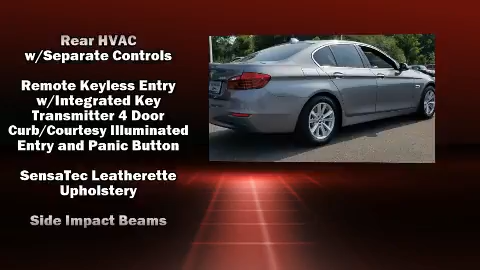 Rear HVAC
w/Separate Controls
Remote Keyless Entry
w/Integrated Key
Transmitter 4 Door
Curb/Courtesy Illuminated
Entry and Panic Button
SensaTec Leatherette
Upholstery
Side Impact Beams